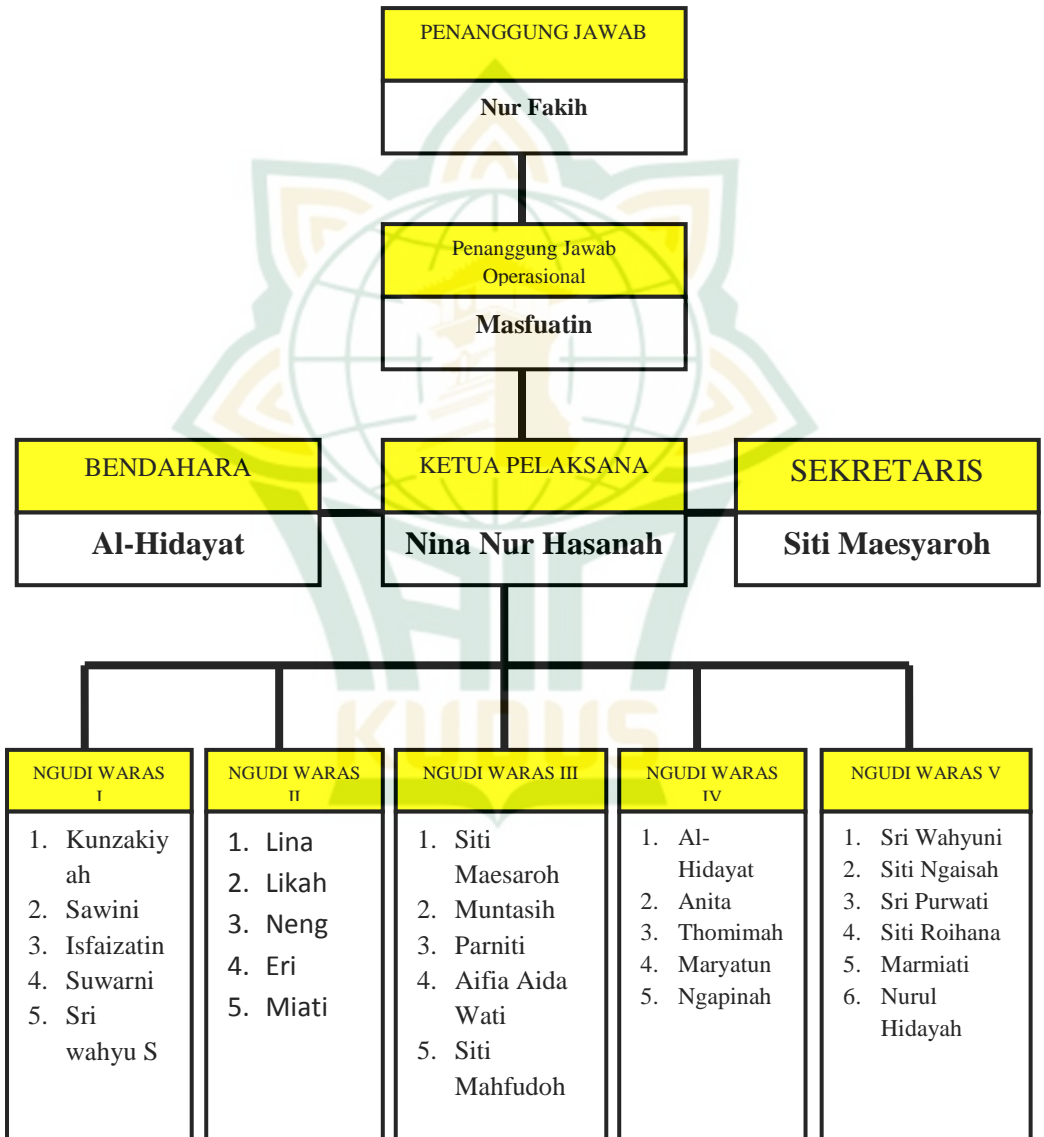 PENANGGUNG JAWAB
Nur Fakih
Penanggung Jawab
Operasional
Masfuatin
BENDAHARA
Al-Hidayat
KETUA PELAKSANA
Nina Nur Hasanah
SEKRETARIS
Siti Maesyaroh
NGUDI WARAS
I
1. Kunzakiy
ah
2. Sawini
3. Isfaizatin
4. Suwarni
5. Sri
wahyu S
NGUDI WARAS
II
1. Lina
2. Likah
3. Neng
4. Eri
5. Miati
NGUDI WARAS III
1. Siti
Maesaroh
2. Muntasih
3. Parniti
4. Aifia Aida
Wati
5. Siti
Mahfudoh
NGUDI WARAS
IV
1. Al-
Hidayat
2. Anita
3. Thomimah
4. Maryatun
5. Ngapinah
NGUDI WARAS V
1. Sri Wahyuni
2. Siti Ngaisah
3. Sri Purwati
4. Siti Roihana
5. Marmiati
6. Nurul
Hidayah
KUDUS